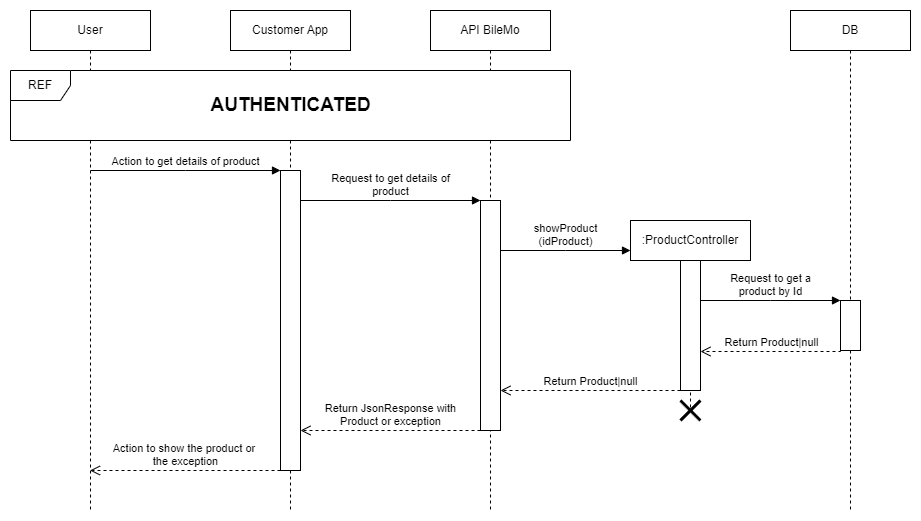 User
Customer App
API BileMo
DB
REF
AUTHENTICATED
Action to get details of product
Request to get details of
product
showProduct
(idProduct)
:ProductController
Request to get a
product by Id
Return Product|null
Return Product|null
Return JsonResponse with
Product or exception
Action to show the product or
the exception